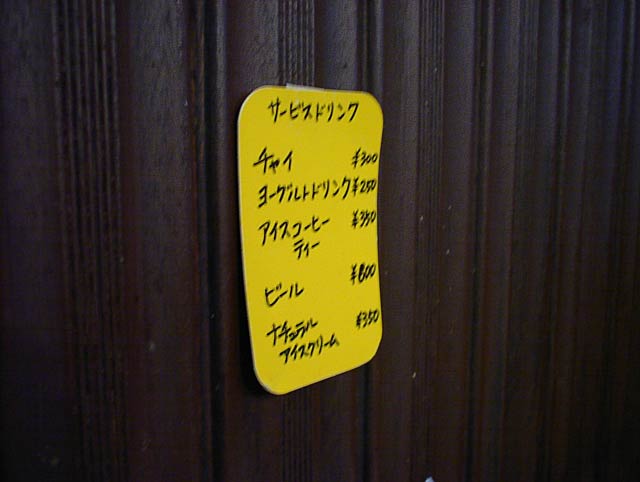 サービスドリンク
チャイ ¥300
ヨーグルトドリンク ¥250
アイスコーヒー ¥350
ティー
ビール ¥600
ナチュラル ¥350
アイスクリーム